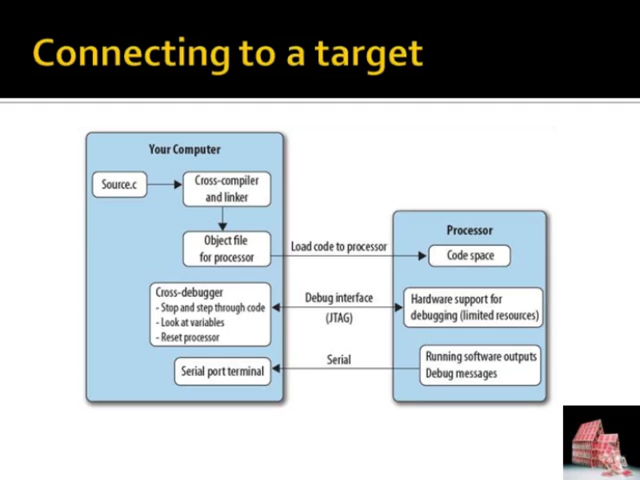 Connecting to a target
Your Computer
Source.c
Cross-compiler
and linker
Object file
for processor
Load code to processor
Processor
Code space
Cross-debugger
- Stop and step through code
- Look at variables
- Reset processor
Debug interface
(JTAG)
Hardware support for
debugging (limited resources)
Serial port terminal
Serial
Running software outputs
Debug messages